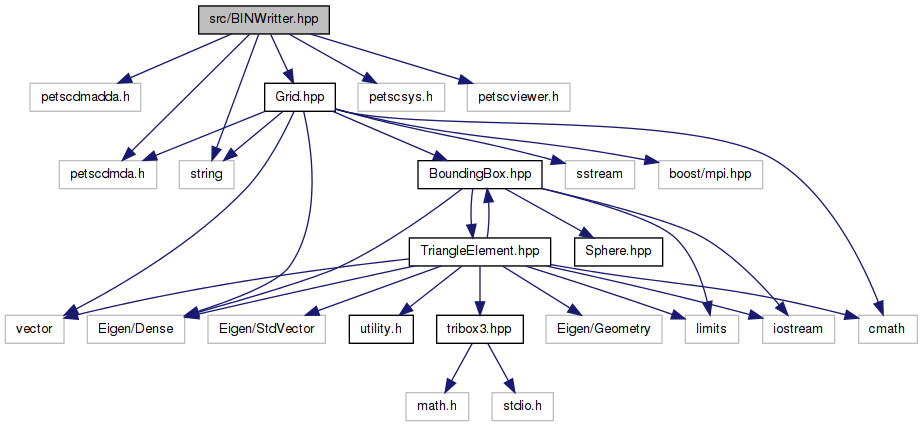 src/BINWritter.hpp
petscdmadda.h
Grid.hpp
petscsys.h
petscviewer.h
petscdmda.h
string
BoundingBox.hpp
sstream
boost/mpi.hpp
TriangleElement.hpp
Sphere.hpp
vector
Eigen/Dense
Eigen/StdVector
utility.h
tribox3.hpp
Eigen/Geometry
limits
iostream
cmath
math.h
stdio.h